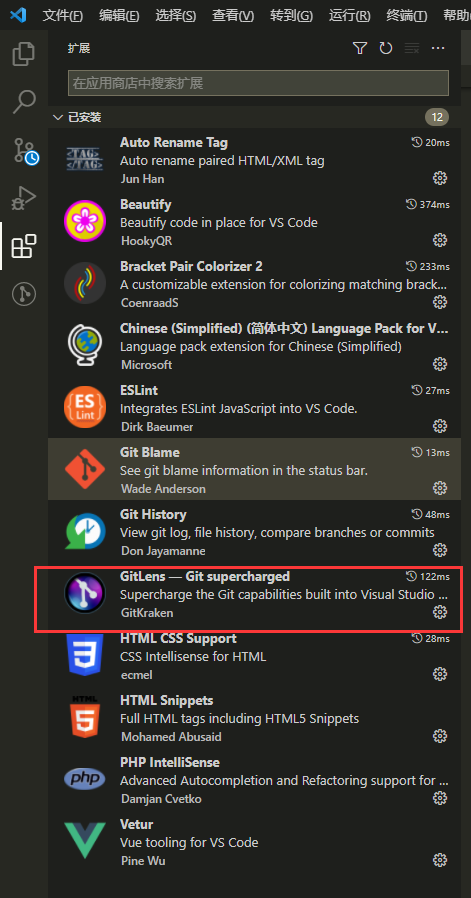 文件(F) 编辑(E) 选择(S) 查看(V) 转到(G) 运行(R) 终端(T) 帮助
扩展
在应用商店中搜索扩展
已安装 12
Auto Rename Tag 20ms
Auto rename paired HTML/XML tag
Jun Han
Beautify 374ms
Beautify code in place for VS Code
HookyQR
Bracket Pair Colorizer 2 233ms
A customizable extension for colorizing matching brack...
CoenraadS
Chinese (Simplified) (简体中文) Language Pack for V...
Language pack extension for Chinese (Simplified)
Microsoft
ESLint 27ms
Integrates ESLint JavaScript into VS Code.
Dirk Baeumer
Git Blame 13ms
See git blame information in the status bar.
Wade Anderson
Git History 48ms
View git log, file history, compare branches or commits
Don Jayamanne
GitLens — Git supercharged 122ms
Supercharge the Git capabilities built into Visual Studio ...
GitKraken
HTML CSS Support 28ms
CSS Intellisense for HTML
ecmel
HTML Snippets
Full HTML tags including HTML5 Snippets
Mohamed Abusaid
PHP IntelliSense
Advanced Autocompletion and Refactoring support for ...
Damjan Cvetko
Vetur
Vue tooling for VS Code
Pine Wu